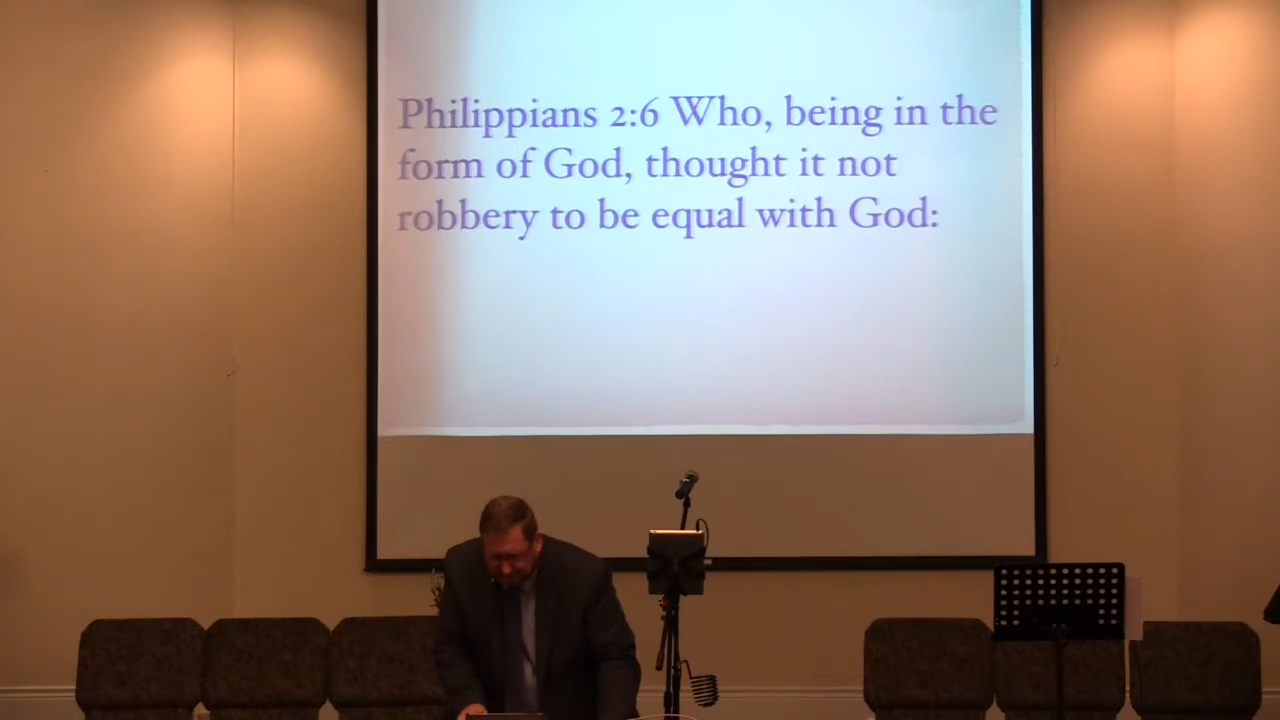 Philippians 2:6 Who, being in the
form of God, thought it not
robbery to be equal with God: